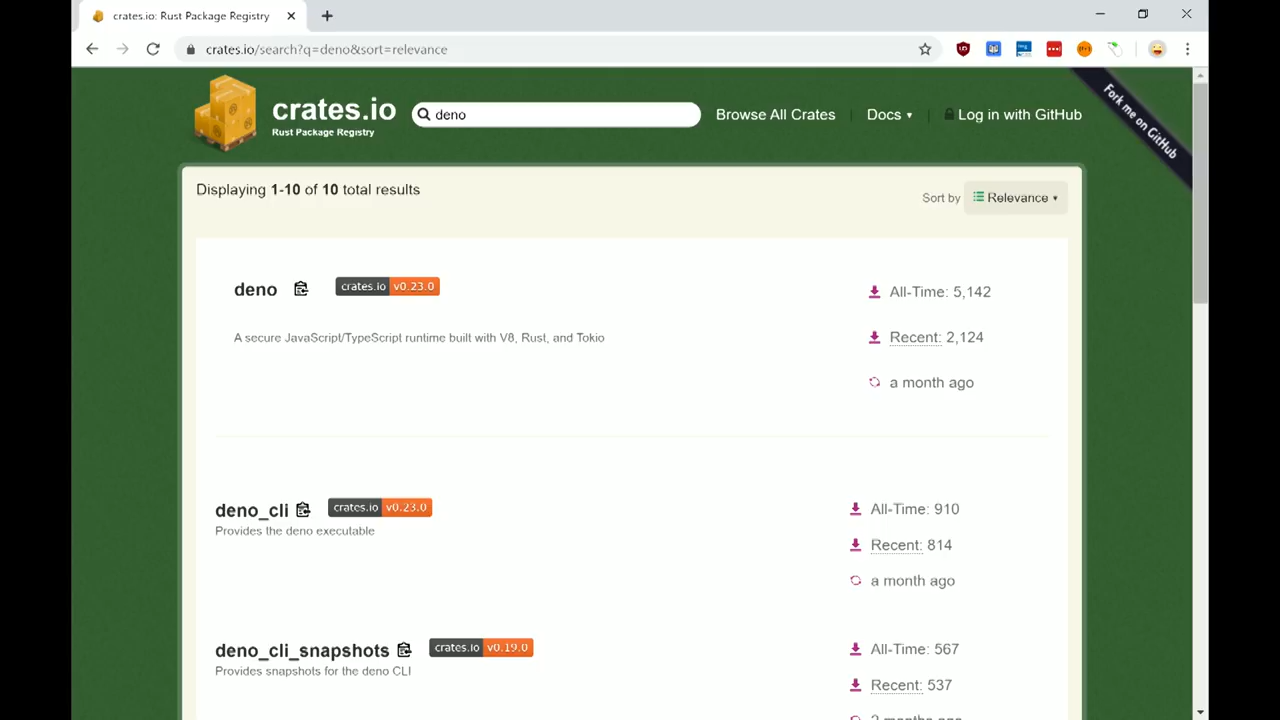 crates.io: Rust Package Registry
crates.io/search?q=deno&sort=relevance
crates.io
Rust Package Registry
deno
Browse All Crates
Docs
Log in with GitHub
Fork me on GitHub
Displaying 1-10 of 10 total results
Sort by
Relevance
deno
crates.io v0.23.0
All-Time: 5,142
A secure JavaScript/TypeScript runtime built with V8, Rust, and Tokio
Recent: 2,124
a month ago
deno_cli
crates.io v0.23.0
All-Time: 910
Provides the deno executable
Recent: 814
a month ago
deno_cli_snapshots
crates.io v0.19.0
All-Time: 567
Provides snapshots for the deno CLI
Recent: 537